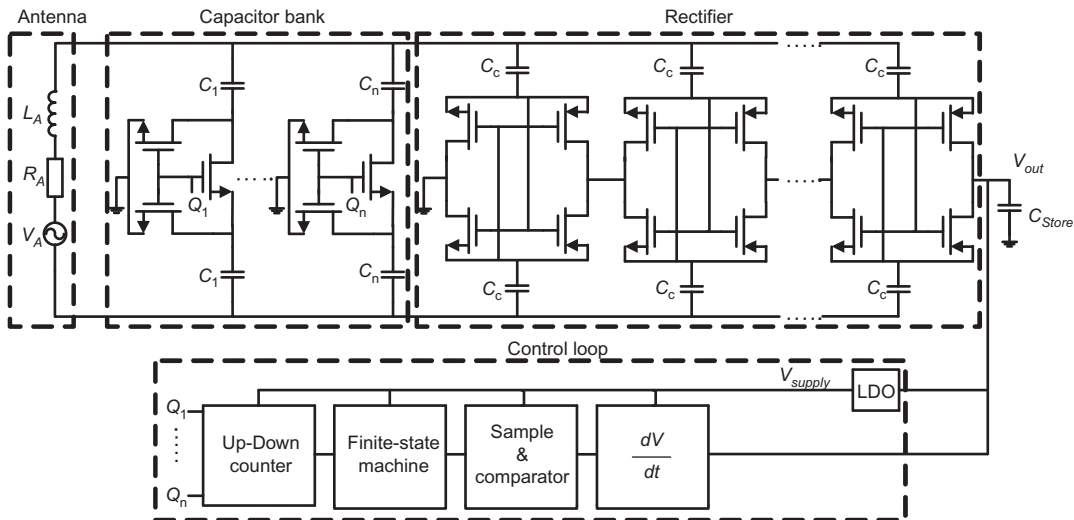 Antenna
Capacitor bank
Rectifier
L_A
R_A
V_A
C_1
C_n
Q_1
Q_n
C_1
C_n
C_c
C_c
C_c
C_c
C_c
C_c
V_out
C_Store
Control loop
V_supply
LDO
Q_1
Q_n
Up-Down
counter
Finite-state
machine
Sample
&
comparator
dV
dt